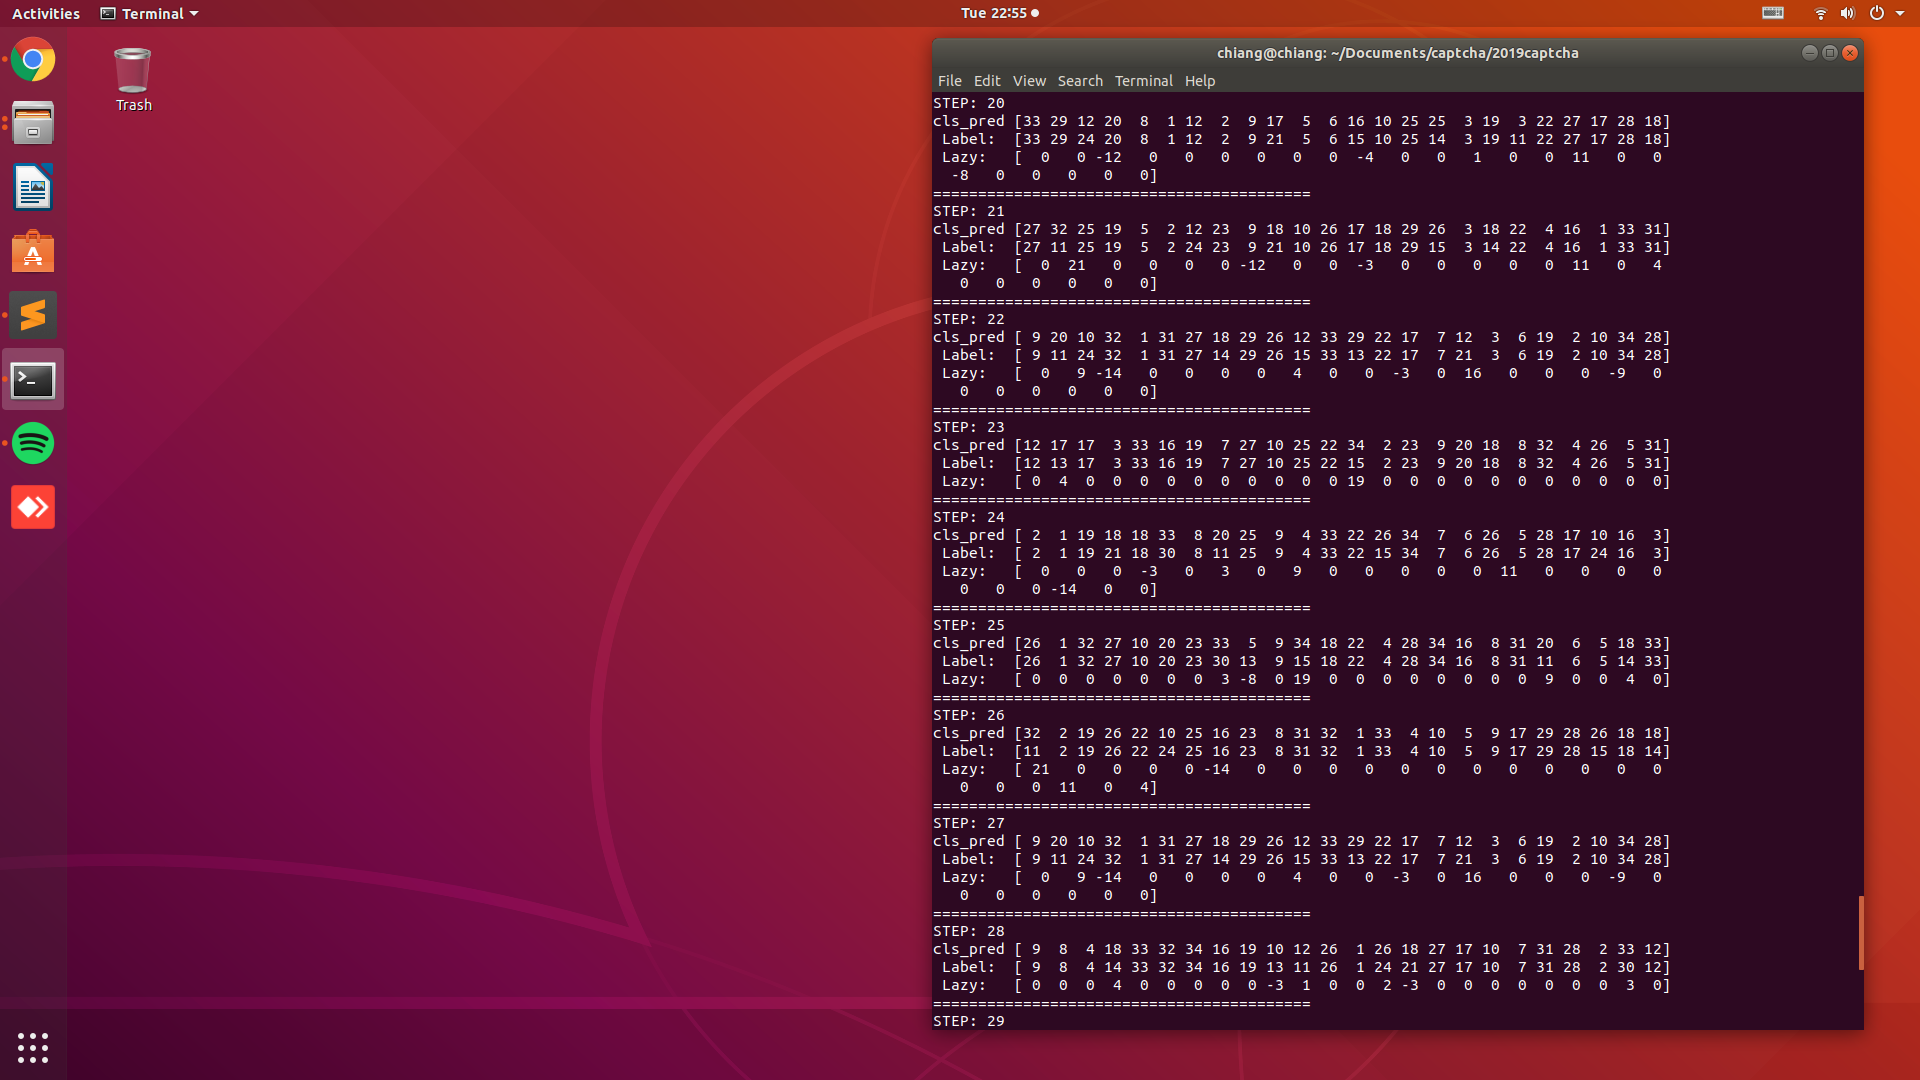 Activities
Terminal
Tue 22:55
Trash
chiang@chiang: ~/Documents/captcha/2019captcha
File Edit View Search Terminal Help
STEP: 20
cls_pred [33 29 12 20  8  1 12  2  9 17  5  6 16 10 25 25  3 19  3 22 27 17 28 18]
 Label:  [33 29 24 20  8  1 12  2  9 21  5  6 15 10 25 14  3 19 11 22 27 17 28 18]
 Lazy:   [  0   0 -12   0   0   0   0   0   0  -4   0   0   1   0   0  11   0   0
  -8   0   0   0   0   0]
==========================================
STEP: 21
cls_pred [27 32 25 19  5  2 12 23  9 18 10 26 17 18 29 26  3 18 22  4 16  1 33 31]
 Label:  [27 11 25 19  5  2 24 23  9 21 10 26 17 18 29 15  3 14 22  4 16  1 33 31]
 Lazy:   [  0  21   0   0   0   0 -12   0   0  -3   0   0   0   0   0  11   0   4
   0   0   0   0   0   0]
==========================================
STEP: 22
cls_pred [ 9 20 10 32  1 31 27 18 29 26 12 33 29 22 17  7 12  3  6 19  2 10 34 28]
 Label:  [ 9 11 24 32  1 31 27 14 29 26 15 33 13 22 17  7 21  3  6 19  2 10 34 28]
 Lazy:   [  0   9 -14   0   0   0   0   4   0   0  -3   0  16   0   0   0  -9   0
   0   0   0   0   0   0]
==========================================
STEP: 23
cls_pred [12 17 17  3 33 16 19  7 27 10 25 22 34  2 23  9 20 18  8 32  4 26  5 31]
 Label:  [12 13 17  3 33 16 19  7 27 10 25 22 15  2 23  9 20 18  8 32  4 26  5 31]
 Lazy:   [ 0  4  0  0  0  0  0  0  0  0  0  0 19  0  0  0  0  0  0  0  0  0  0  0]
==========================================
STEP: 24
cls_pred [ 2  1 19 18 18 33  8 20 25  9  4 33 22 26 34  7  6 26  5 28 17 10 16  3]
 Label:  [ 2  1 19 21 18 30  8 11 25  9  4 33 22 15 34  7  6 26  5 28 17 24 16  3]
 Lazy:   [  0   0   0  -3   0   3   0   9   0   0   0   0   0  11   0   0   0   0
   0   0   0 -14   0   0]
==========================================
STEP: 25
cls_pred [26  1 32 27 10 20 23 33  5  9 34 18 22  4 28 34 16  8 31 20  6  5 18 33]
 Label:  [26  1 32 27 10 20 23 30 13  9 15 18 22  4 28 34 16  8 31 11  6  5 14 33]
 Lazy:   [ 0  0  0  0  0  0  0  3 -8  0 19  0  0  0  0  0  0  0  0  9  0  0  4  0]
==========================================
STEP: 26
cls_pred [32  2 19 26 22 10 25 16 23  8 31 32  1 33  4 10  5  9 17 29 28 26 18 18]
 Label:  [11  2 19 26 22 24 25 16 23  8 31 32  1 33  4 10  5  9 17 29 28 15 18 14]
 Lazy:   [ 21   0   0   0   0 -14   0   0   0   0   0   0   0   0   0   0   0   0
   0   0   0  11   0   4]
==========================================
STEP: 27
cls_pred [ 9 20 10 32  1 31 27 18 29 26 12 33 29 22 17  7 12  3  6 19  2 10 34 28]
 Label:  [ 9 11 24 32  1 31 27 14 29 26 15 33 13 22 17  7 21  3  6 19  2 10 34 28]
 Lazy:   [  0   9 -14   0   0   0   0   4   0   0  -3   0  16   0   0   0  -9   0
   0   0   0   0   0   0]
==========================================
STEP: 28
cls_pred [ 9  8  4 18 33 32 34 16 19 10 12 26  1 26 18 27 17 10  7 31 28  2 33 12]
 Label:  [ 9  8  4 14 33 32 34 16 19 13 11 26  1 24 21 27 17 10  7 31 28  2 30 12]
 Lazy:   [ 0  0  0  4  0  0  0  0  0 -3  1  0  0  2 -3  0  0  0  0  0  0  0  3  0]
==========================================
STEP: 29